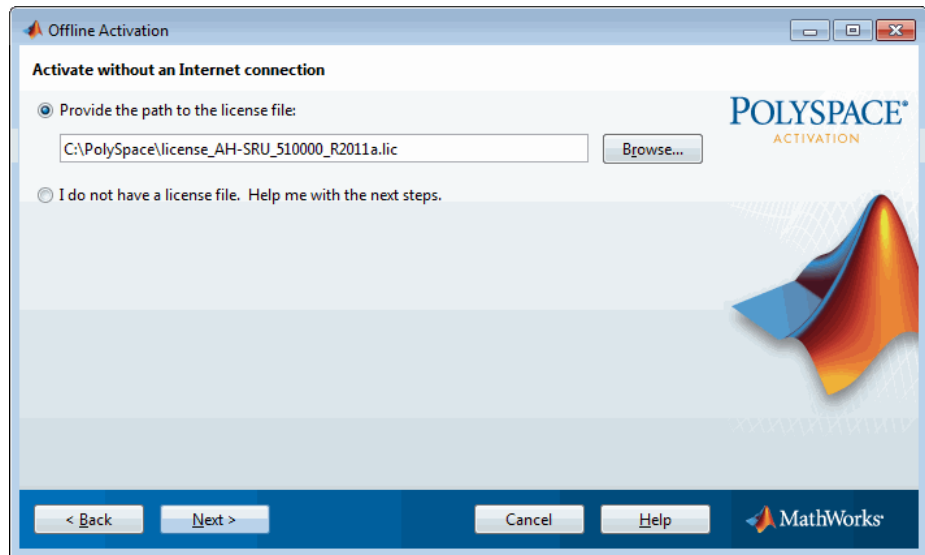 Offline Activation
Activate without an Internet connection
Provide the path to the license file:
POLYSPACE®
ACTIVATION
C:\PolySpace\license_AH-SRU_510000_R2011a.lic
Browse...
I do not have a license file. Help me with the next steps.
< Back
Next >
Cancel
Help
MathWorks®